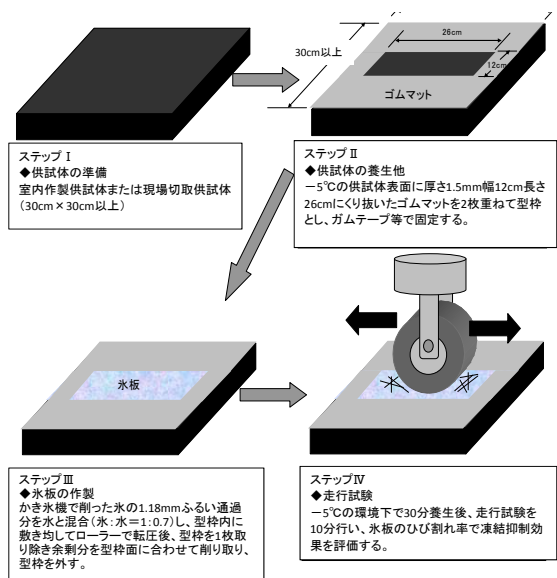 26cm
30cm以上
12cm
ゴムマット
ステップⅠ
◆供試体の準備
室内作製供試体または現場切取供試体
(30cm×30cm以上)
ステップⅡ
◆供試体の養生他
-5℃の供試体表面に厚さ1.5mm幅12cm長さ
26cmにくり抜いたゴムマットを2枚重ねて型枠
とし、ガムテープ等で固定する。
氷板
ステップⅢ
◆氷板の作製
かき氷機で削った氷の1.18mmふるい通過
分を水と混合(氷:水=1:0.7)し、型枠内に
敷き均してローラーで転圧後、型枠を1枚取
り除き余剰分を型枠面に合わせて削り取り、
型枠を外す。
ステップⅣ
◆走行試験
-5℃の環境下で30分養生後、走行試験を
10分行い、氷板のひび割れ率で凍結抑制効
果を評価する。